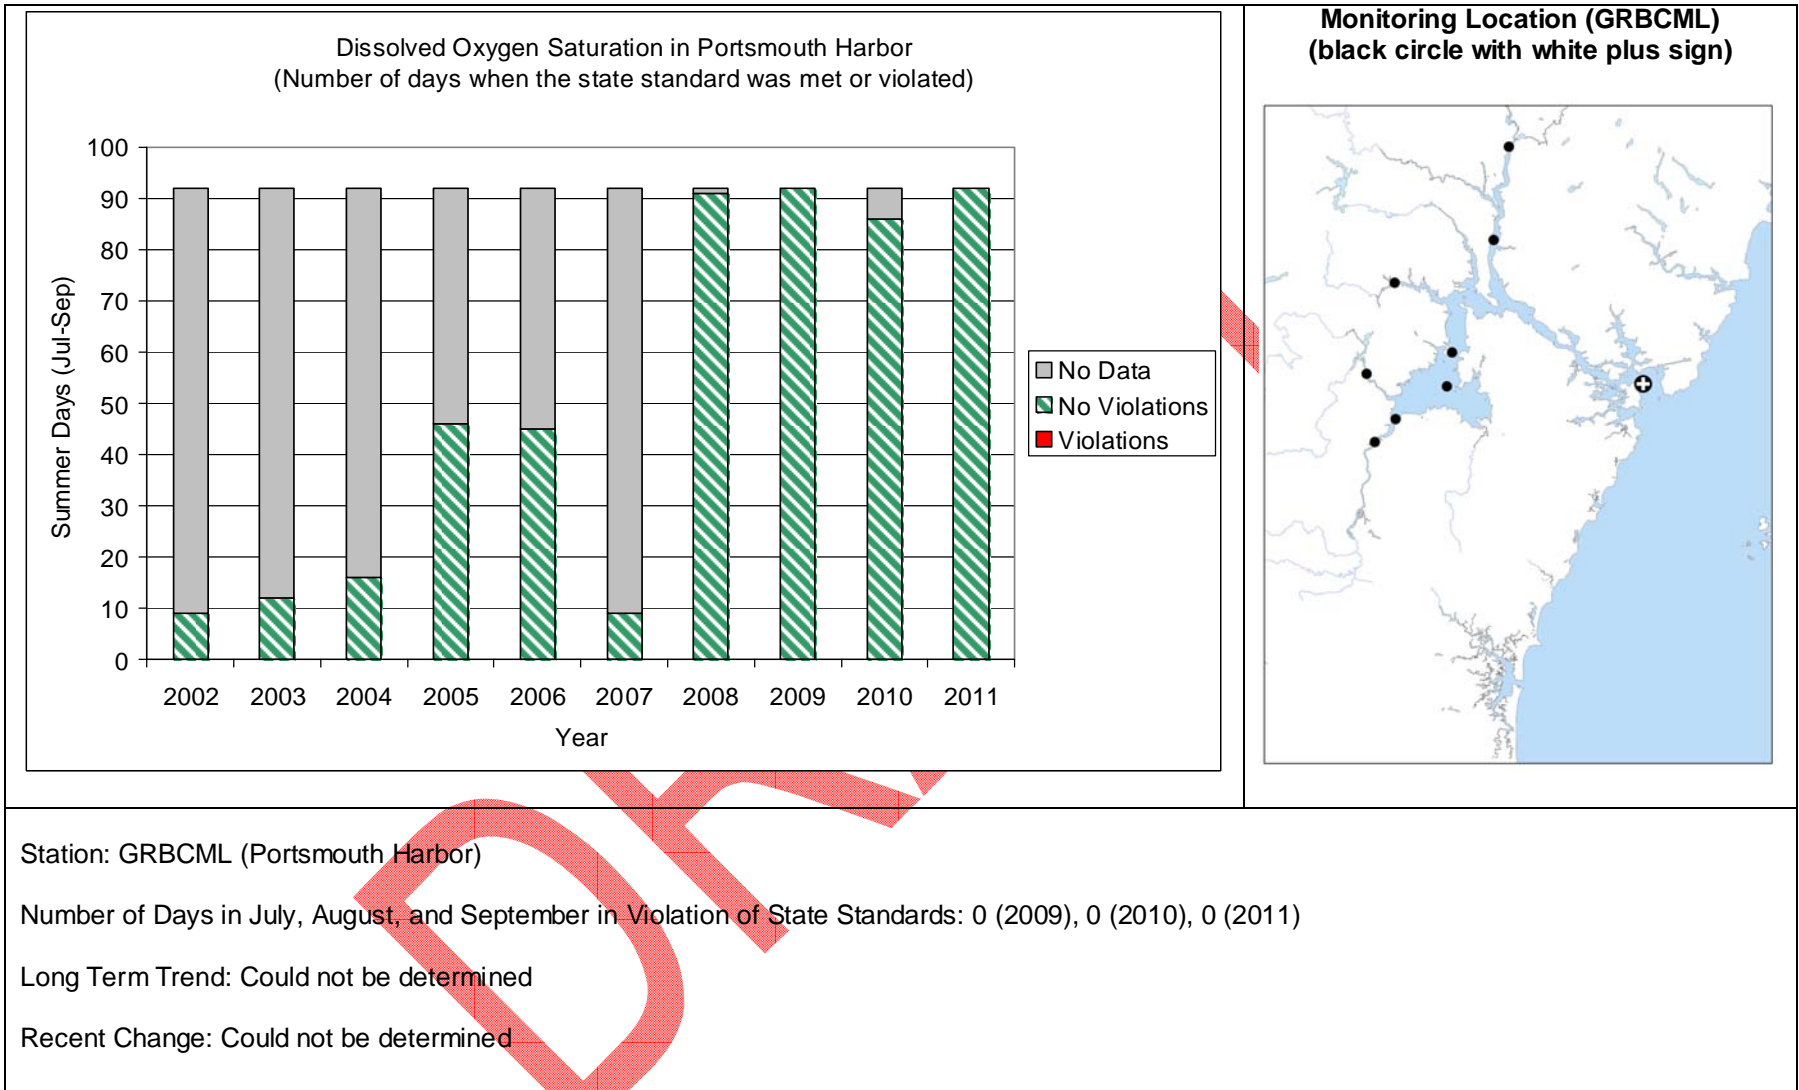 Dissolved Oxygen Saturation in Portsmouth Harbor
(Number of days when the state standard was met or violated)
100
90
80
70
60
50
40
30
20
10
0
Summer Days (Jul-Sep)
2002 2003 2004 2005 2006 2007 2008 2009 2010 2011
Year
No Data
No Violations
Violations
Monitoring Location (GRBCML)
(black circle with white plus sign)
Station: GRBCML (Portsmouth Harbor)
Number of Days in July, August, and September in Violation of State Standards: 0 (2009), 0 (2010), 0 (2011)
Long Term Trend: Could not be determined
Recent Change: Could not be determined